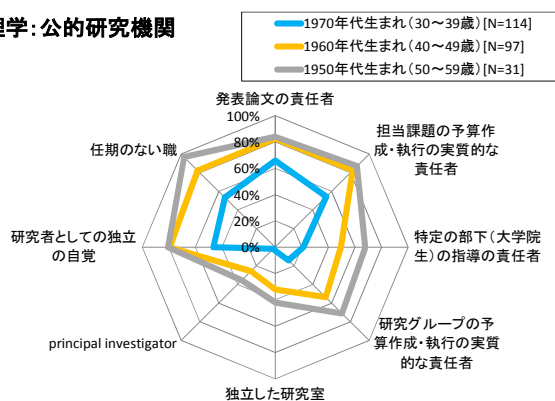 理学：公的研究機関
1970年代生まれ（30～39歳）[N=114]
1960年代生まれ（40～49歳）[N=97]
1950年代生まれ（50～59歳）[N=31]
発表論文の責任者
担当課題の予算作
成・執行の実質的な
責任者
特定の部下（大学院
生）の指導の責任者
研究グループの予
算作成・執行の実質
的な責任者
独立した研究室
principal investigator
研究者としての独立
の自覚
任期のない職
100%
80%
60%
40%
20%
0%